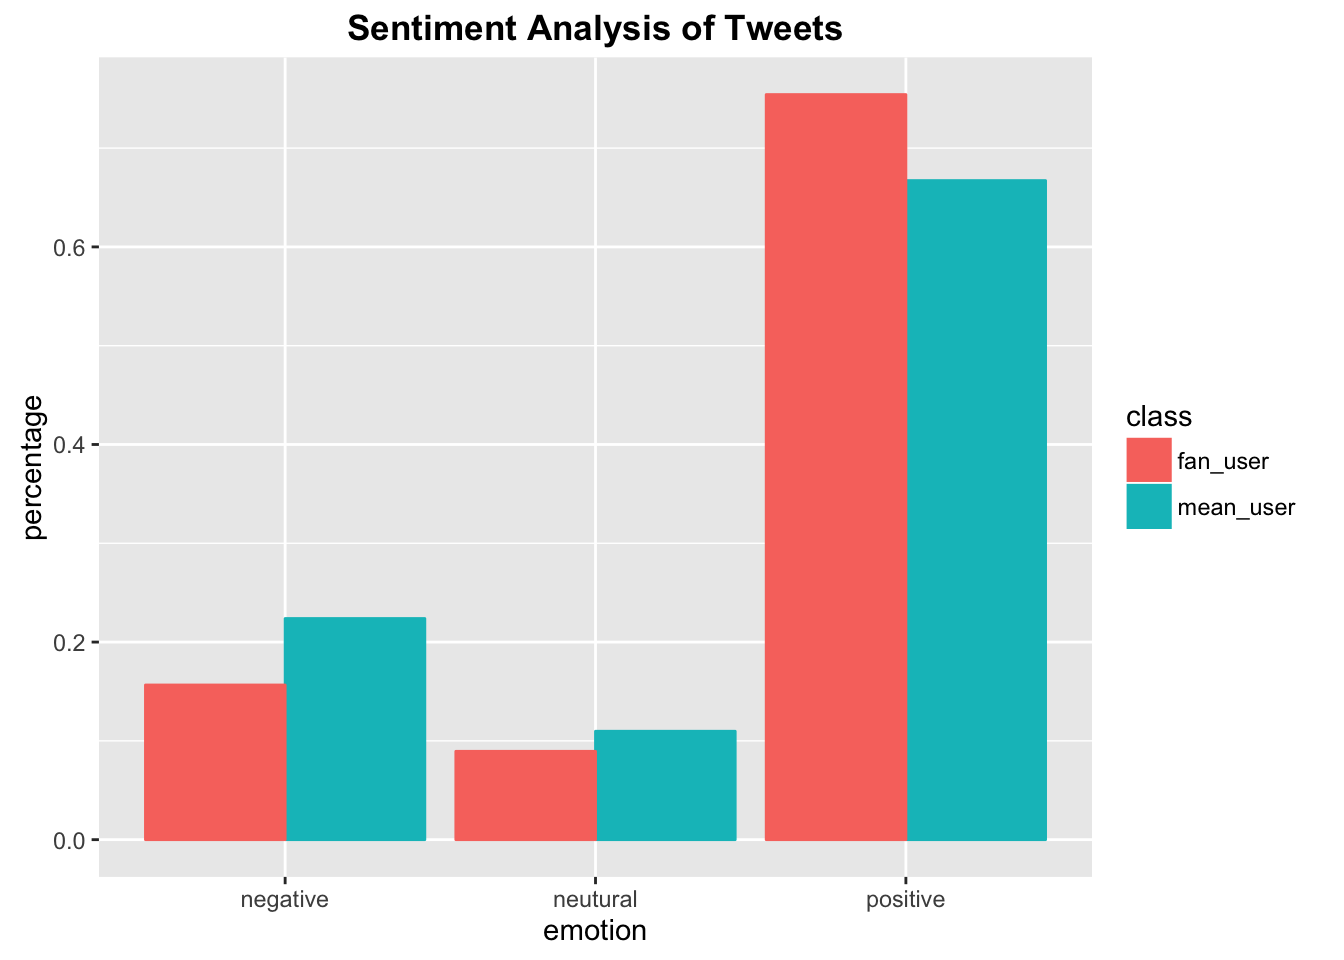 Sentiment Analysis of Tweets
percentage
0.6
0.4
0.2
0.0
negative neutural positive
emotion
class
fan_user
mean_user